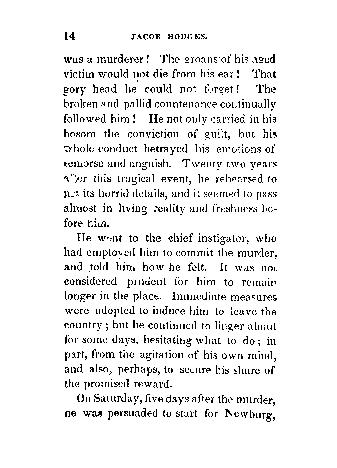 14 JACOB HODGES.
was a murderer! The groans of his aged
victim would not die from his ear! That
gory head he could not forget! The
broken and pallid countenance continually
followed him! He not only carried in his
bosom the conviction of guilt, but his
whole conduct betrayed his emotions of
remorse and anguish. Twenty two years
after this tragical event, he rehearsed to
me its horrid details, and it seemed to pass
almost in living reality and freshness be-
fore him.
He went to the chief instigator, who
had employed him to commit the murder,
and told him how he felt. It was not
considered prudent for him to remain
longer in the place. Immediate measures
were adopted to induce him to leave the
country; but he continued to linger about
for some days, hesitating what to do; in
part, from the agitation of his own mind,
and also, perhaps, to secure his share of
the promised reward.
On Saturday, five days after the murder,
he was persuaded to start for Newburg,